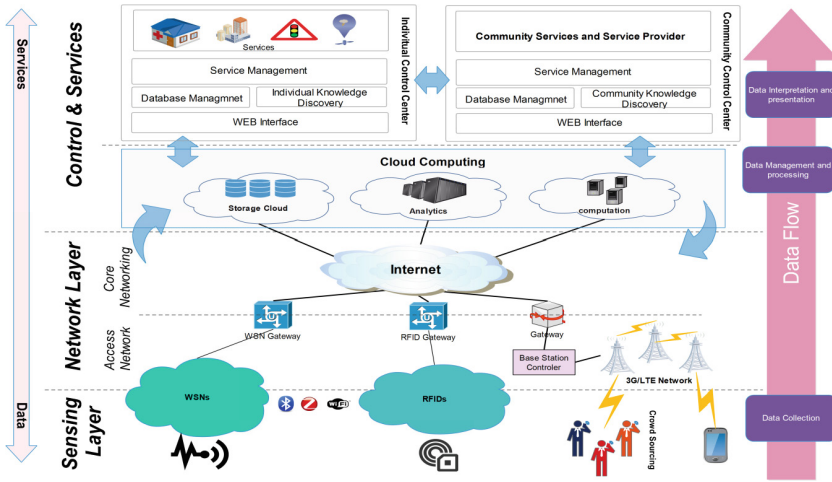 Services
Data
Control & Services
Network Layer
Core
Networking
Access
Network
Sensing
Layer
Services
Service Management
Database Managmnet
Individual Knowledge
Discovery
WEB Interface
Individual Control Center
Community Services and Service Provider
Service Management
Database Managmnet
Community Knowledge
Discovery
WEB Interface
Community Control Center
Cloud Computing
Storage Cloud
Analytics
computation
Internet
WSN Gateway
RFID Gateway
Gateway
Base Station
Controler
3G/LTE Network
WSNs
WiFi
RFIDs
Crowd Sourcing
Data Flow
Data Interpretation and
presentation
Data Management and
processing
Data Collection